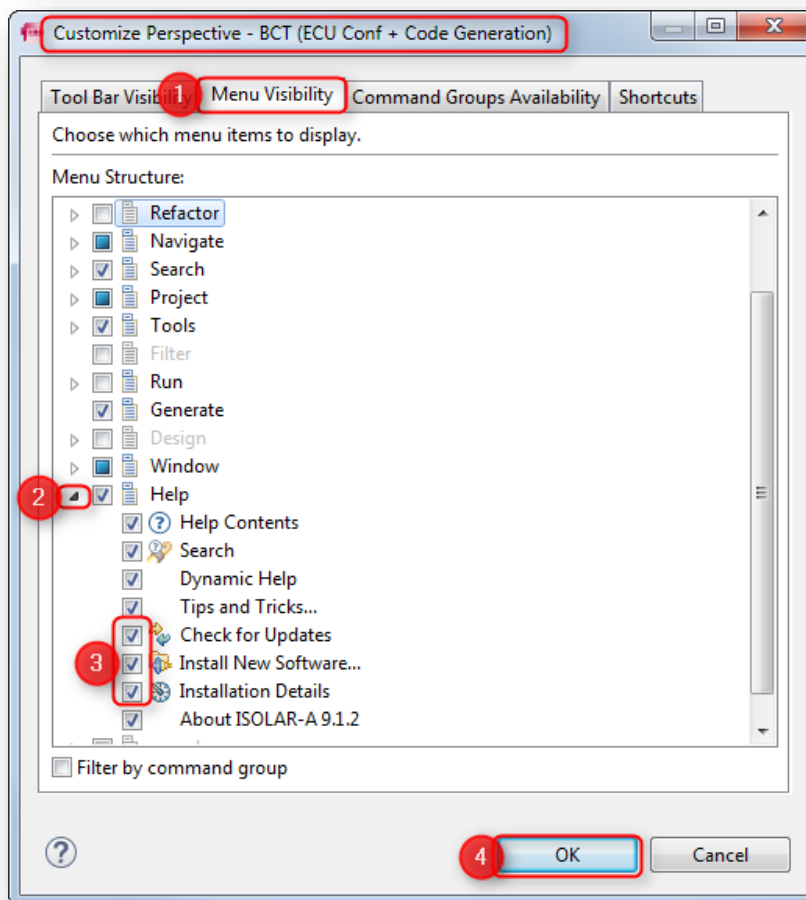 Customize Perspective - BCT (ECU Conf + Code Generation)
Tool Bar Visibility 1 Menu Visibility Command Groups Availability Shortcuts
Choose which menu items to display.
Menu Structure:
Refactor
Navigate
Search
Project
Tools
Filter
Run
Generate
Design
Window
2 Help
Help Contents
Search
Dynamic Help
Tips and Tricks...
Check for Updates
3 Install New Software...
Installation Details
About ISOLAR-A 9.1.2
Filter by command group
4 OK Cancel